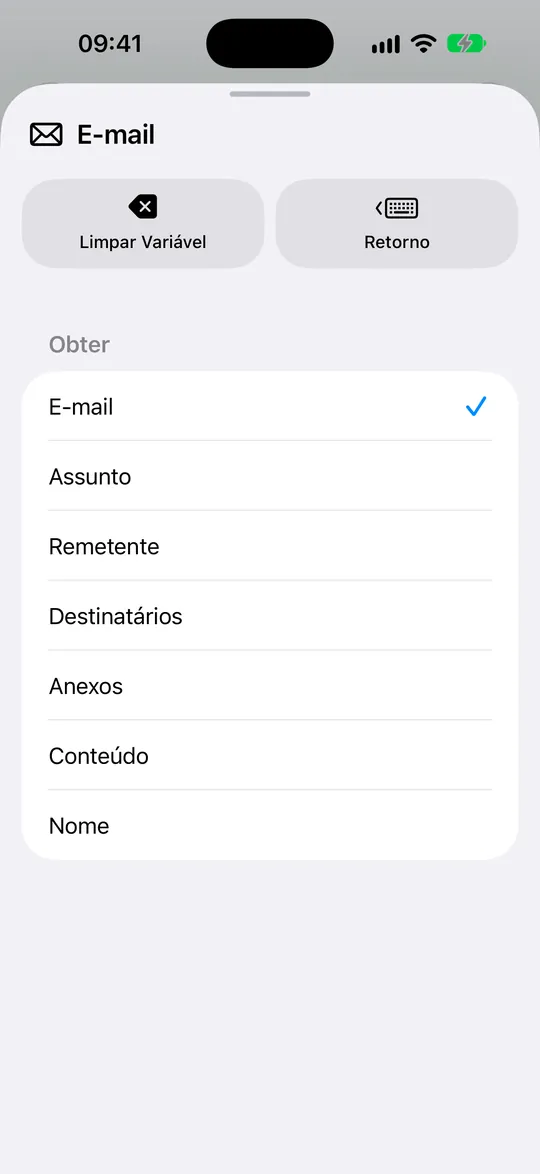 09:41
E-mail
Limpar Variável
Retorno
Obter
E-mail
Assunto
Remetente
Destinatários
Anexos
Conteúdo
Nome